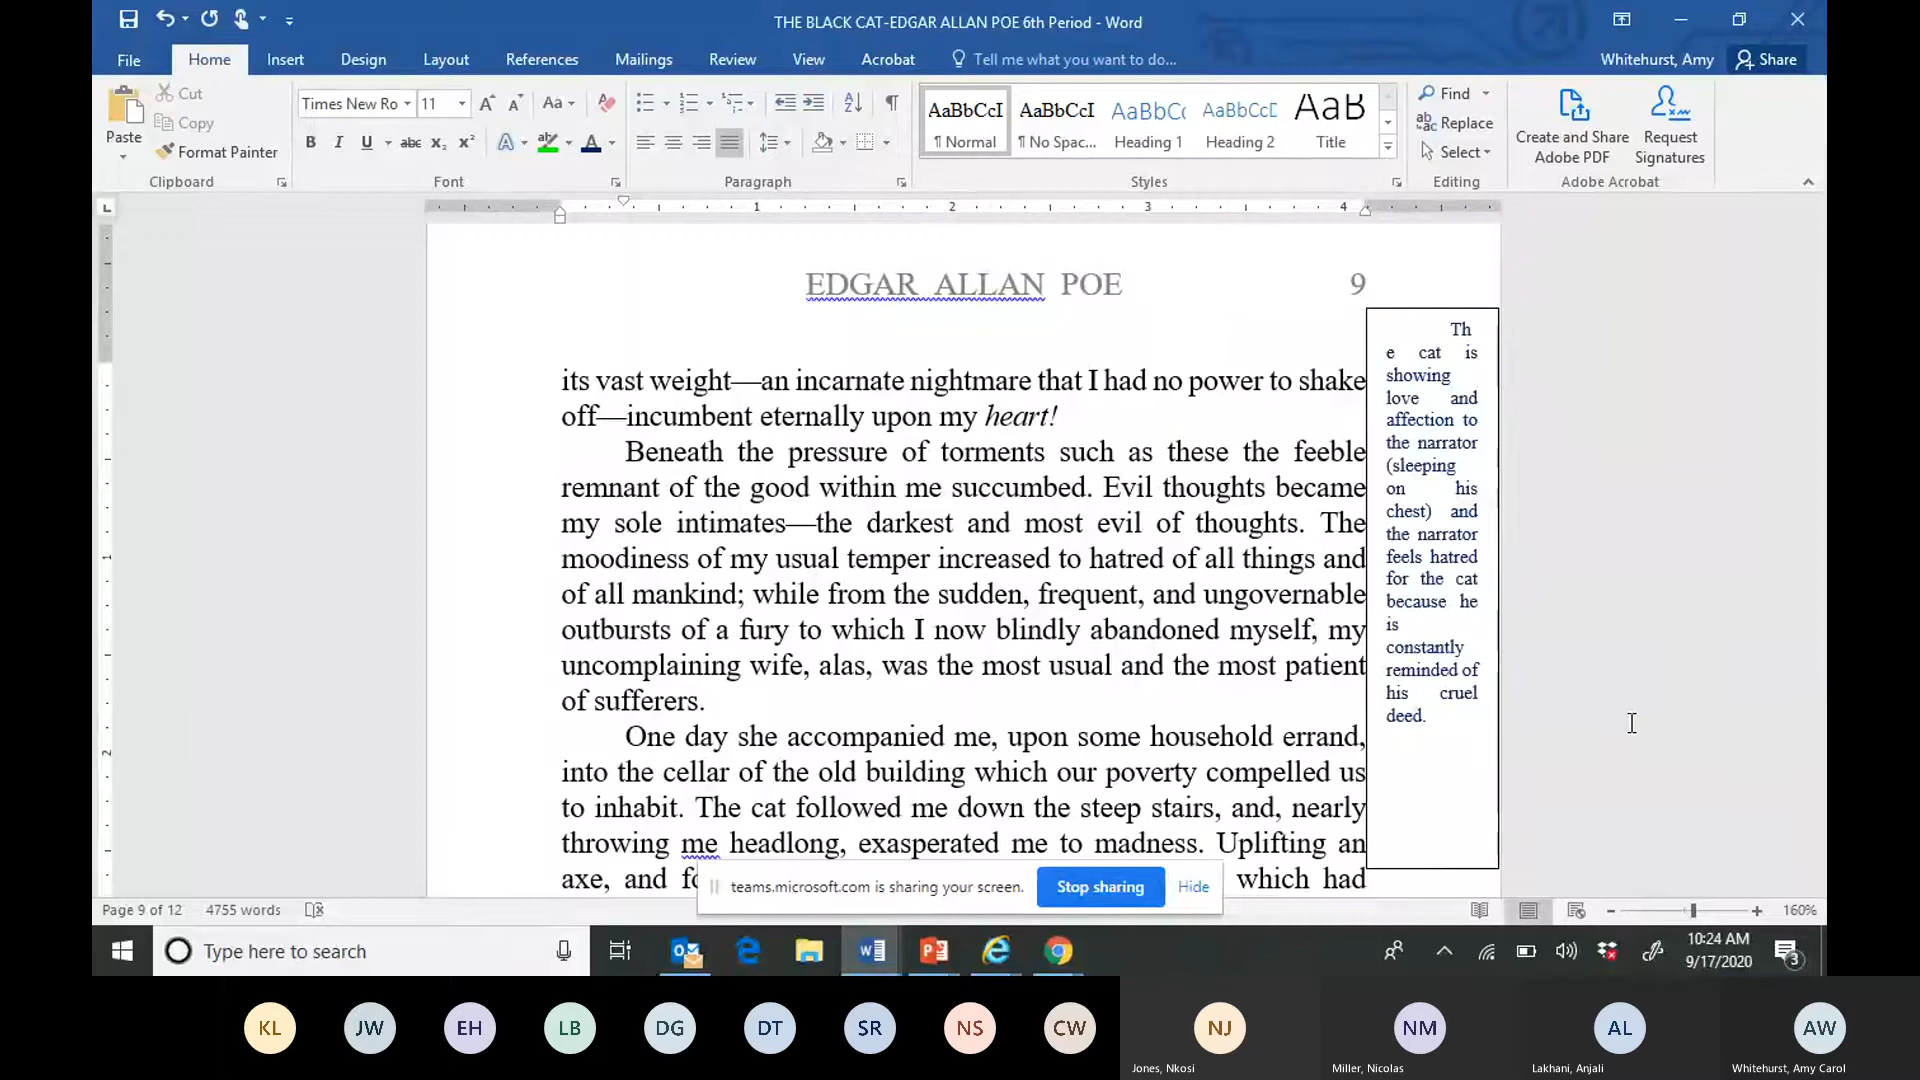 THE BLACK CAT-EDGAR ALLAN POE 6th Period - Word
File Home Insert Design Layout References Mailings Review View Acrobat Tell me what you want to do... Whitehurst, Amy Share
Paste
Cut
Copy
Format Painter
Clipboard
Times New Ro 11
Aa
B I U abc x₂ x²
Font
Paragraph
AaBbCcI AaBbCcI AaBbCc AaBbCcD AaB
¶ Normal ¶ No Spac... Heading 1 Heading 2 Title
Styles
Find
Replace
Select
Editing
Create and Share
Adobe PDF
Request
Signatures
Adobe Acrobat
1 2 3 4
EDGAR ALLAN POE 9
its vast weight—an incarnate nightmare that I had no power to shake
off—incumbent eternally upon my heart!
Beneath the pressure of torments such as these the feeble
remnant of the good within me succumbed. Evil thoughts became
my sole intimates—the darkest and most evil of thoughts. The
moodiness of my usual temper increased to hatred of all things and
of all mankind; while from the sudden, frequent, and ungovernable
outbursts of a fury to which I now blindly abandoned myself, my
uncomplaining wife, alas, was the most usual and the most patient
of sufferers.
One day she accompanied me, upon some household errand,
into the cellar of the old building which our poverty compelled us
to inhabit. The cat followed me down the steep stairs, and, nearly
throwing me headlong, exasperated me to madness. Uplifting an
axe, and fo which had
Th
e cat is
showing
love and
affection to
the narrator
(sleeping
on his
chest) and
the narrator
feels hatred
for the cat
because he
is
constantly
reminded of
his cruel
deed.
teams.microsoft.com is sharing your screen. Stop sharing Hide
Page 9 of 12 4755 words 160%
Type here to search
10:24 AM
9/17/2020
3
KL JW EH LB DG DT SR NS CW NJ NM AL AW
Jones, Nkosi Miller, Nicolas Lakhani, Anjali Whitehurst, Amy Carol